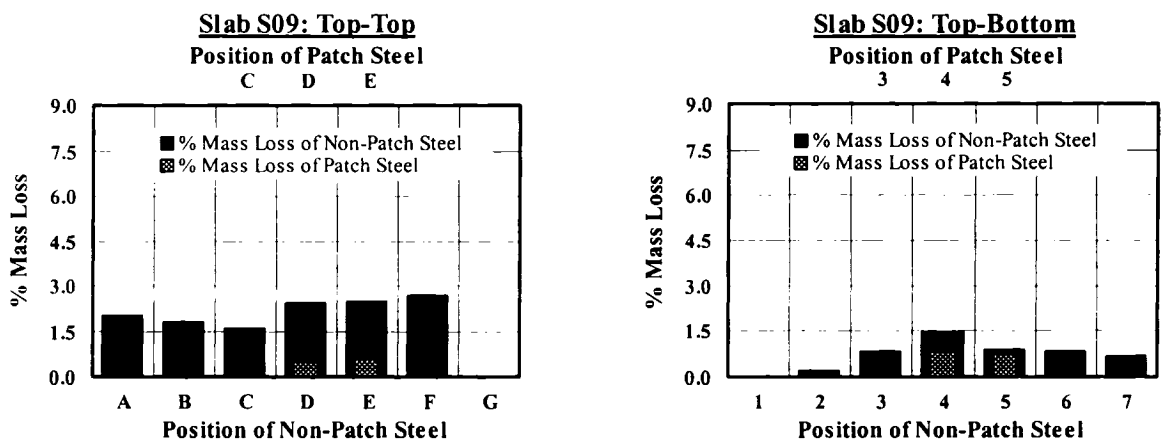 Slab S09: Top-Top
Position of Patch Steel
C D E
9.0
7.5
6.0
4.5
3.0
1.5
0.0
% Mass Loss
% Mass Loss of Non-Patch Steel
% Mass Loss of Patch Steel
A B C D E F G
Position of Non-Patch Steel
Slab S09: Top-Bottom
Position of Patch Steel
3 4 5
9.0
7.5
6.0
4.5
3.0
1.5
0.0
% Mass Loss
% Mass Loss of Non-Patch Steel
% Mass Loss of Patch Steel
1 2 3 4 5 6 7
Position of Non-Patch Steel